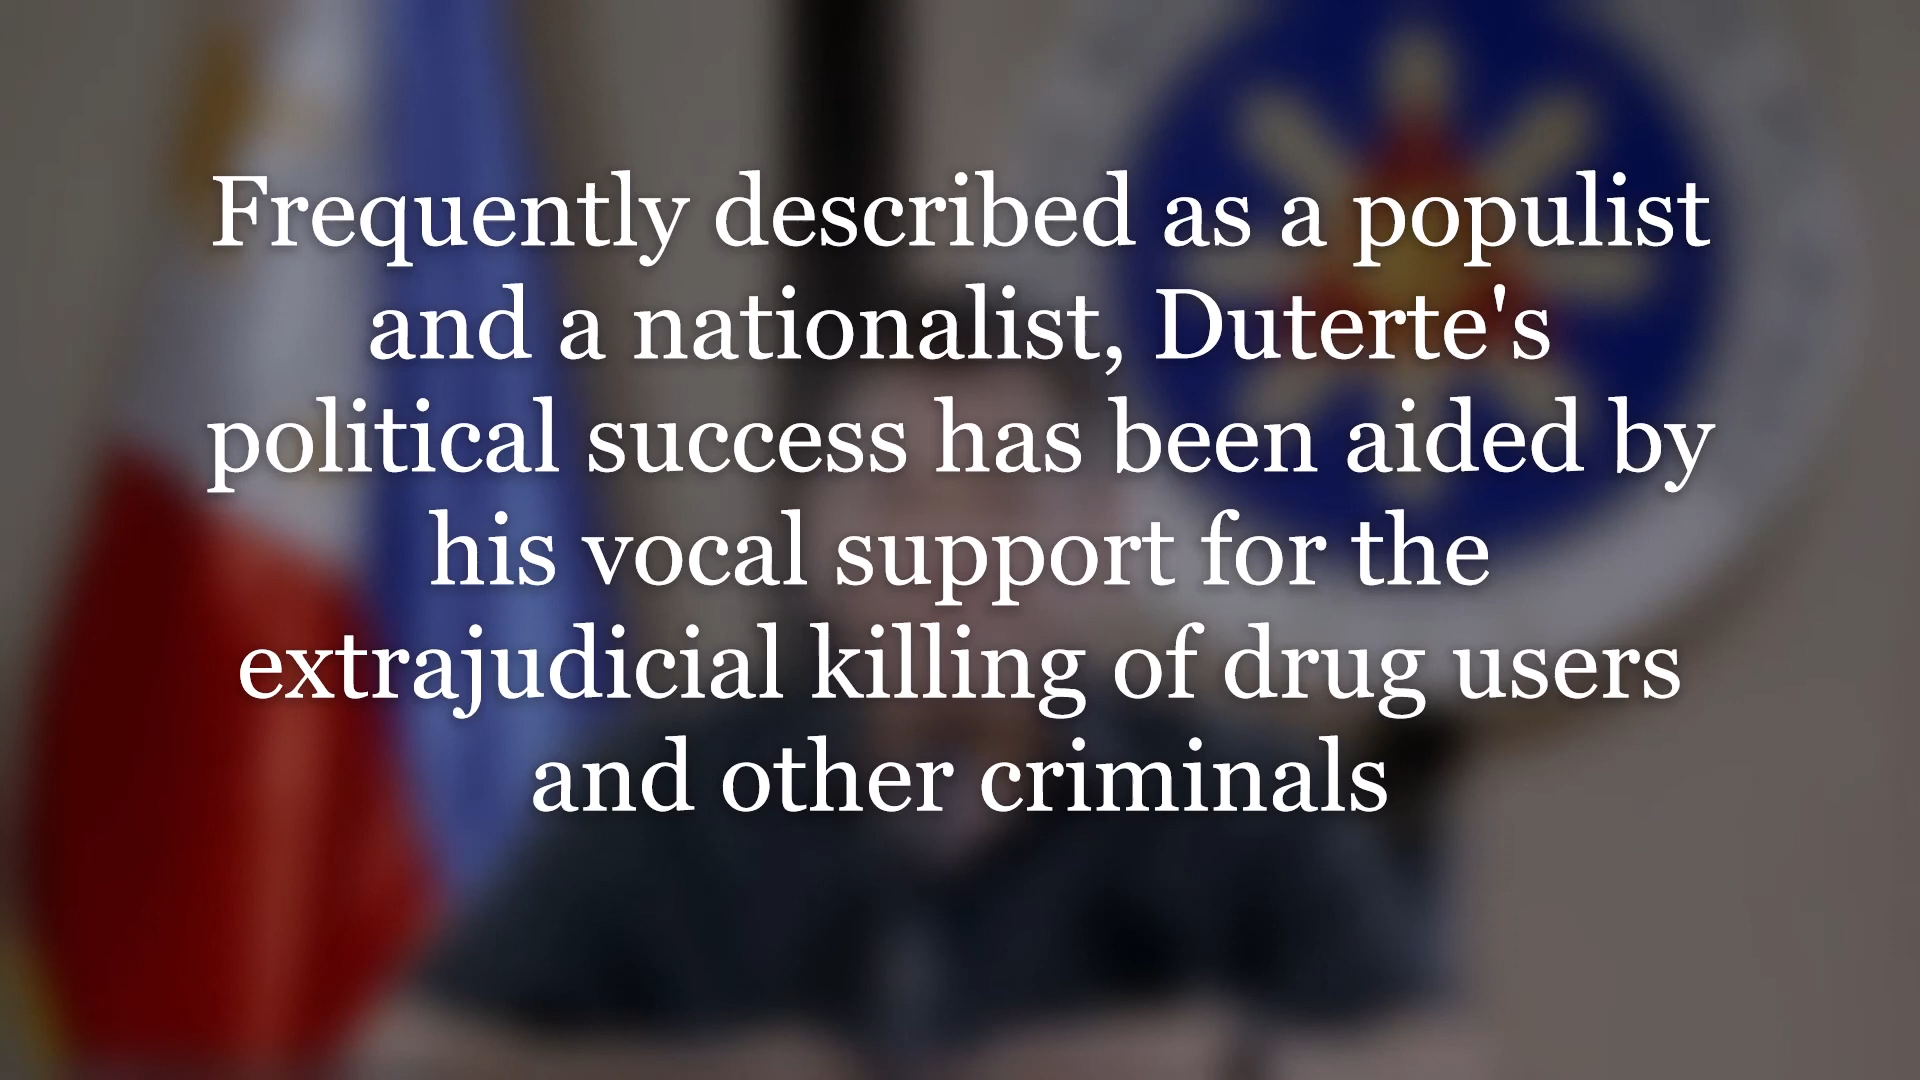 Frequently described as a populist
and a nationalist, Duterte's
political success has been aided by
his vocal support for the
extrajudicial killing of drug users
and other criminals